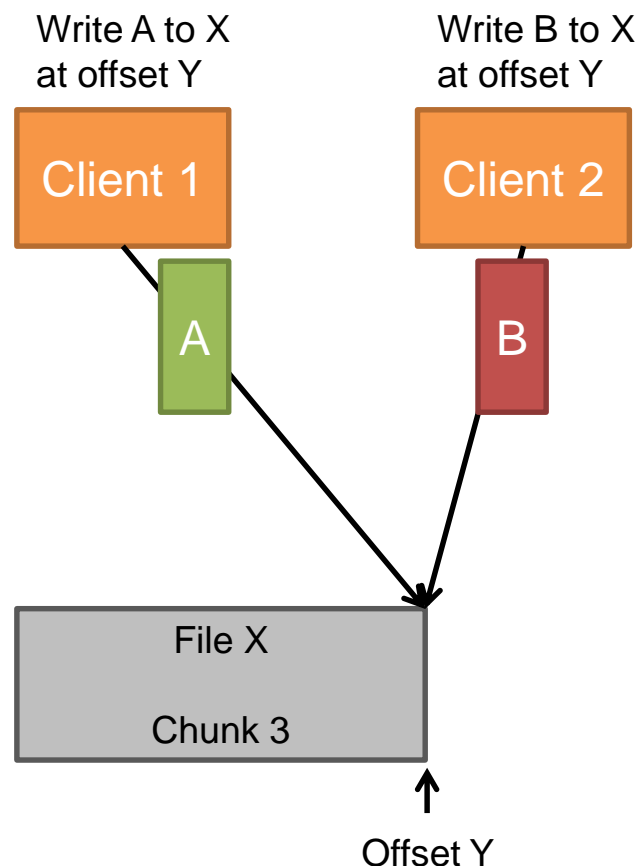 Write A to X
at offset Y
Write B to X
at offset Y
Client 1
Client 2
A
B
File X
Chunk 3
Offset Y